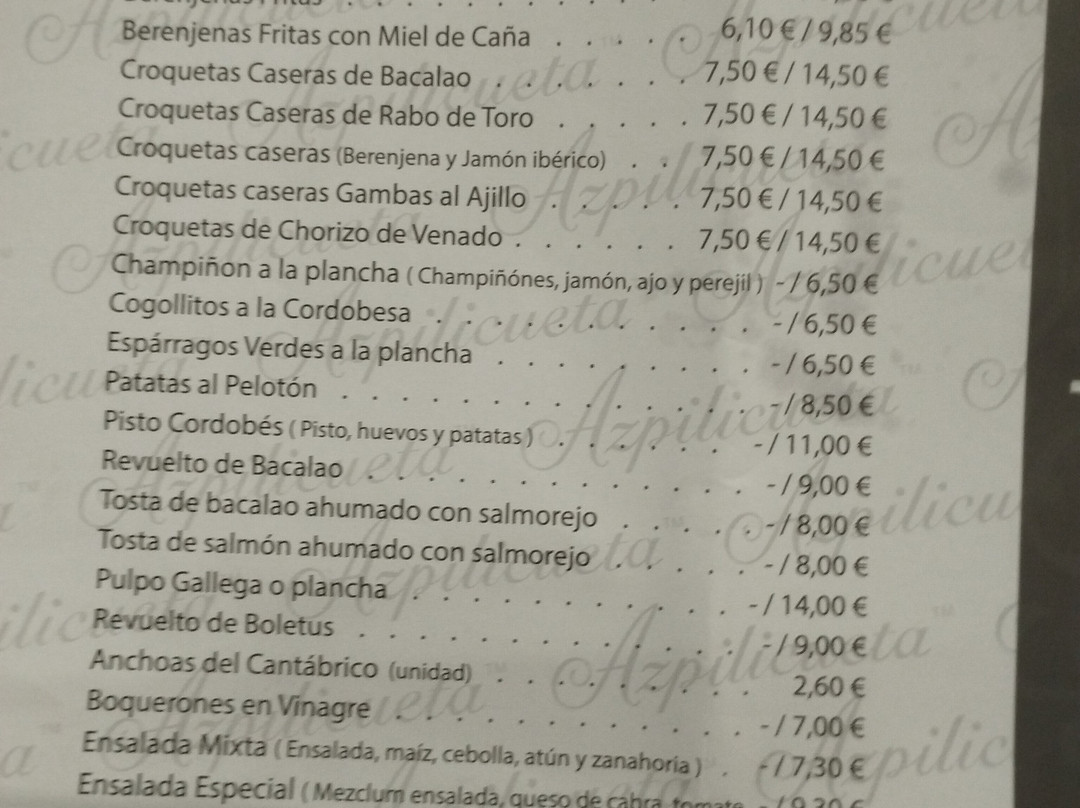 Berenjenas Fritas con Miel de Caña . . . . . 6,10 € / 9,85 €
Croquetas Caseras de Bacalao . . . . . . . 7,50 € / 14,50 €
Croquetas Caseras de Rabo de Toro . . . . . 7,50 € / 14,50 €
Croquetas caseras (Berenjena y Jamón ibérico) . . 7,50 € / 14,50 €
Croquetas caseras Gambas al Ajillo . . . . . 7,50 € / 14,50 €
Croquetas de Chorizo de Venado . . . . . . 7,50 € / 14,50 €
Champiñon a la plancha ( Champiñónes, jamón, ajo y perejil ) - / 6,50 €
Cogollitos a la Cordobesa . . . . . . . . . . . - / 6,50 €
Espárragos Verdes a la plancha . . . . . . . . . - / 6,50 €
Patatas al Pelotón . . . . . . . . . . . . . . - / 8,50 €
Pisto Cordobés ( Pisto, huevos y patatas ) . . . . . . - / 11,00 €
Revuelto de Bacalao . . . . . . . . . . . . . - / 9,00 €
Tosta de bacalao ahumado con salmorejo . . . . . - / 8,00 €
Tosta de salmón ahumado con salmorejo . . . . . - / 8,00 €
Pulpo Gallega o plancha . . . . . . . . . . . - / 14,00 €
Revuelto de Boletus . . . . . . . . . . . . . - / 9,00 €
Anchoas del Cantábrico (unidad) . . . . . . . . . 2,60 €
Boquerones en Vinagre . . . . . . . . . . . . - / 7,00 €
Ensalada Mixta ( Ensalada, maíz, cebolla, atún y zanahoria ) . - / 7,30 €
Ensalada Especial ( Mezclum ensalada, queso de cabra, tomate
Azpilicueta